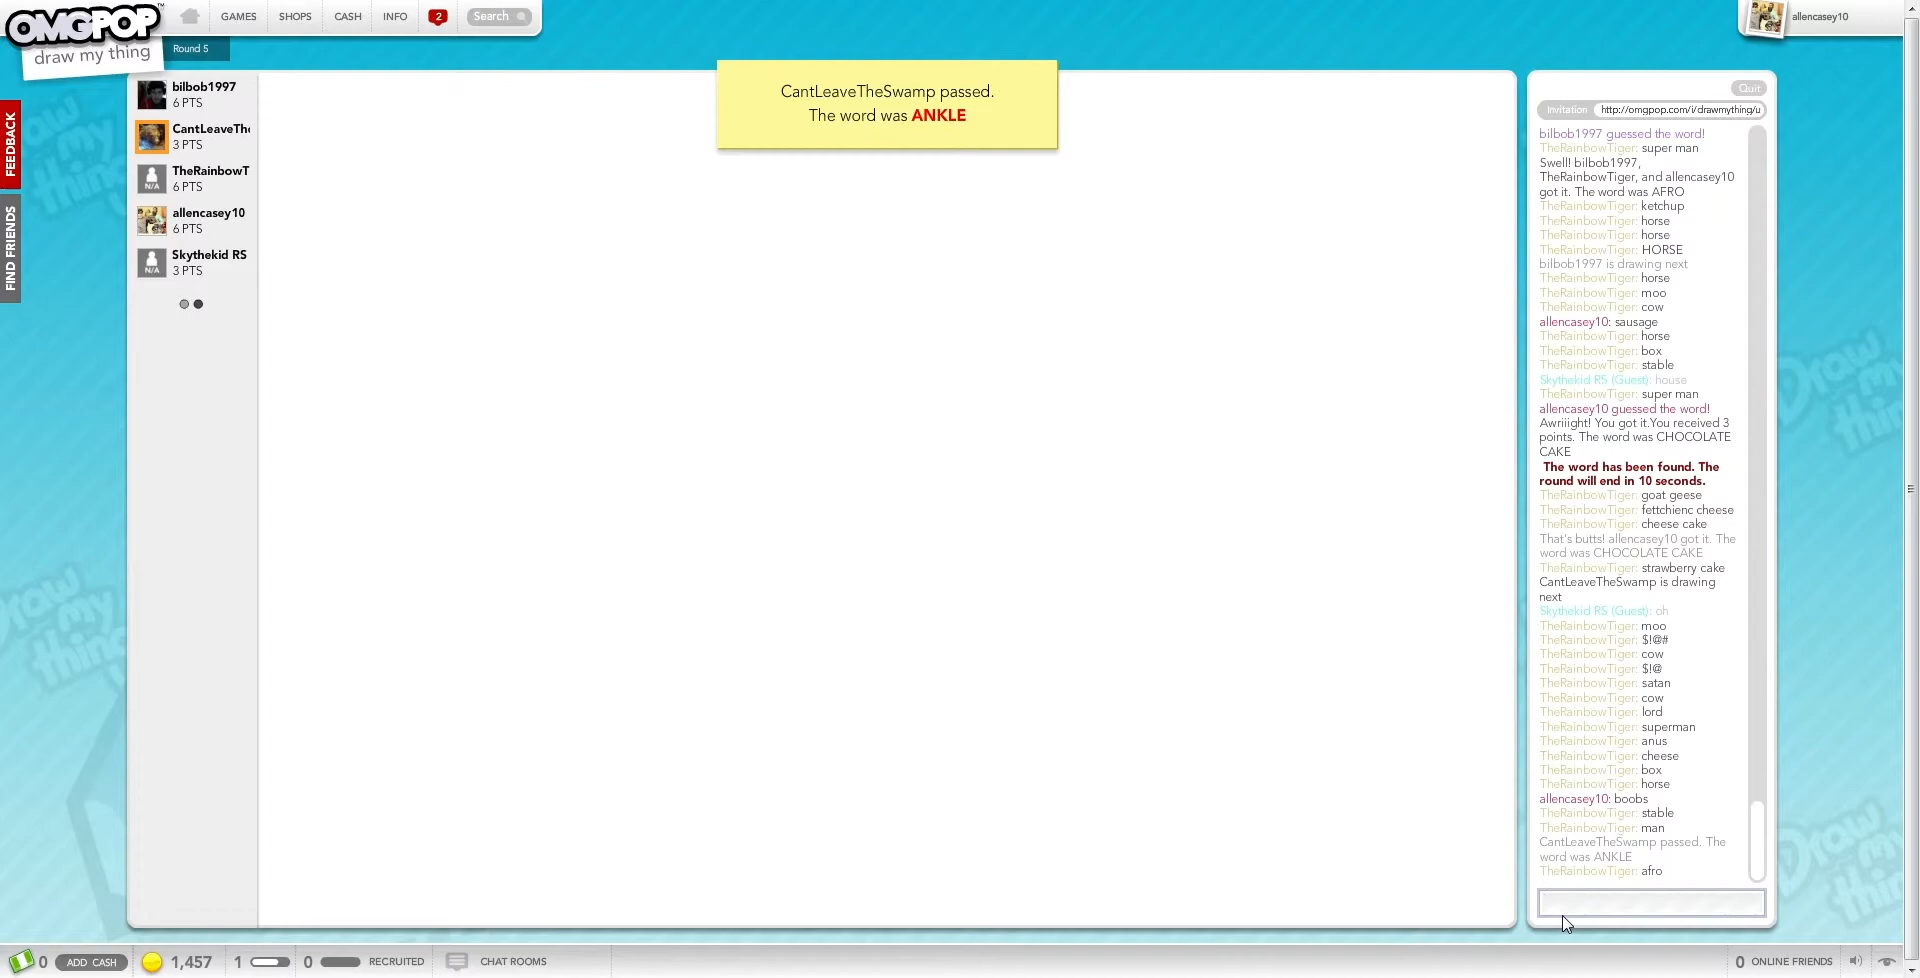 OMGPOP™
draw my thing
GAMES
SHOPS
CASH
INFO
2
Search
allencasey10
Round 5
FEEDBACK
FIND FRIENDS
bilbob1997
6 PTS
CantLeaveTh
3 PTS
TheRainbowT
6 PTS
allencasey10
6 PTS
Skythekid RS
3 PTS
N/A
N/A
CantLeaveTheSwamp passed.
The word was ANKLE
Quit
Invitation http://omgpop.com/i/drawmything/u
bilbob1997 guessed the word!
TheRainbowTiger: super man
Swell! bilbob1997,
TheRainbowTiger, and allencasey10
got it. The word was AFRO
TheRainbowTiger: ketchup
TheRainbowTiger: horse
TheRainbowTiger: horse
TheRainbowTiger: HORSE
bilbob1997 is drawing next
TheRainbowTiger: horse
TheRainbowTiger: moo
TheRainbowTiger: cow
allencasey10: sausage
TheRainbowTiger: horse
TheRainbowTiger: box
TheRainbowTiger: stable
Skythekid RS (Guest): house
TheRainbowTiger: super man
allencasey10 guessed the word!
Awriiight! You got it.You received 3
points. The word was CHOCOLATE
CAKE
The word has been found. The
round will end in 10 seconds.
TheRainbowTiger: goat geese
TheRainbowTiger: fettchienc cheese
TheRainbowTiger: cheese cake
That's butts! allencasey10 got it. The
word was CHOCOLATE CAKE
TheRainbowTiger: strawberry cake
CantLeaveTheSwamp is drawing
next
Skythekid RS (Guest): oh
TheRainbowTiger: moo
TheRainbowTiger: $!@#
TheRainbowTiger: cow
TheRainbowTiger: $!@
TheRainbowTiger: satan
TheRainbowTiger: cow
TheRainbowTiger: lord
TheRainbowTiger: superman
TheRainbowTiger: anus
TheRainbowTiger: cheese
TheRainbowTiger: box
TheRainbowTiger: horse
allencasey10: boobs
TheRainbowTiger: stable
TheRainbowTiger: man
CantLeaveTheSwamp passed. The
word was ANKLE
TheRainbowTiger: afro
0 ADD CASH
1,457
1
0
RECRUITED
CHAT ROOMS
0 ONLINE FRIENDS